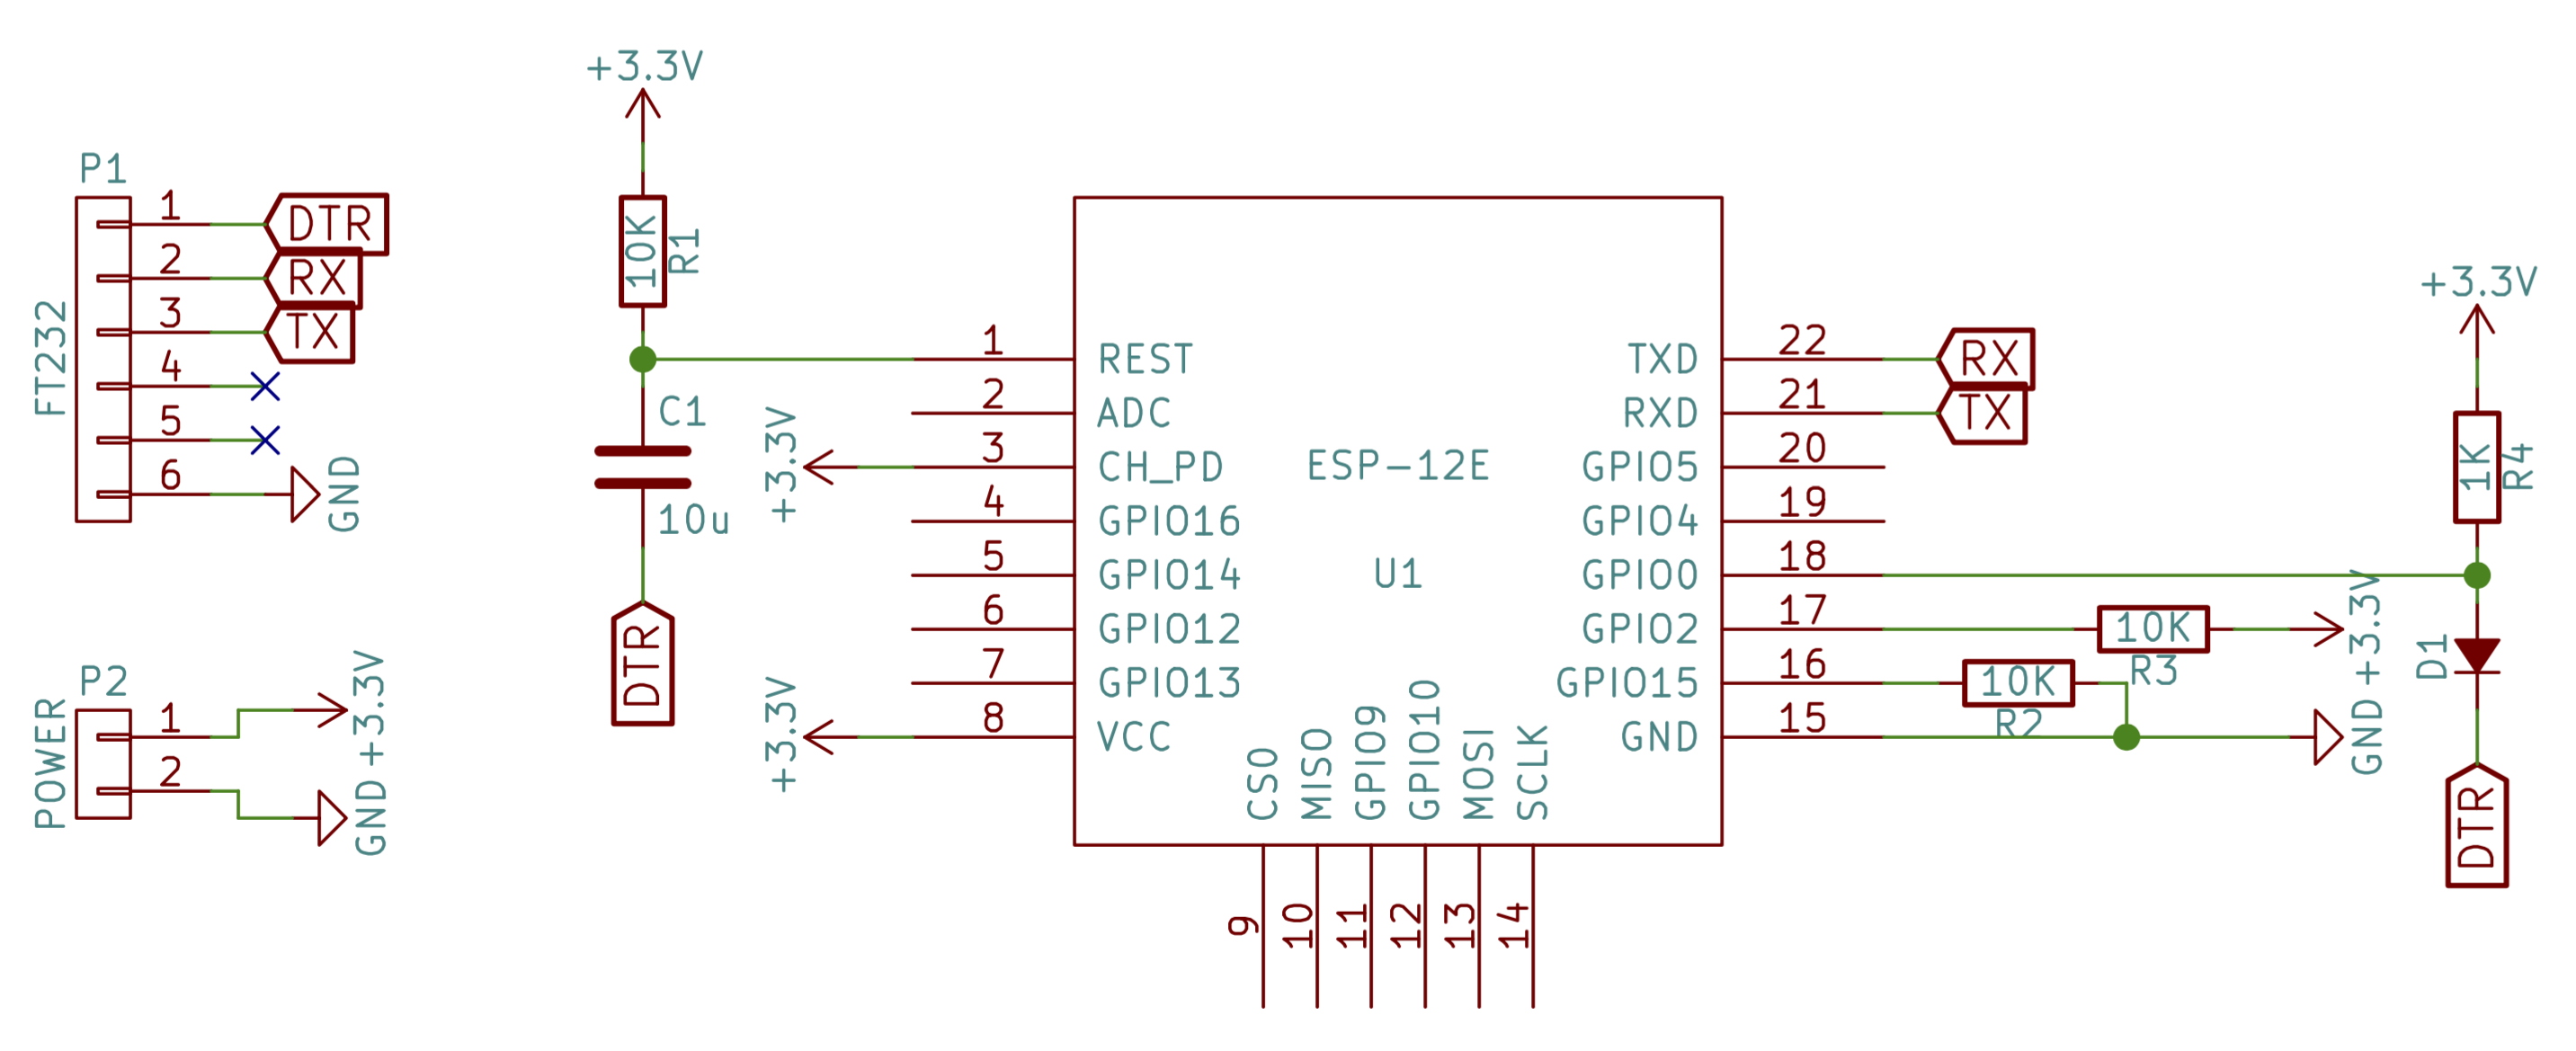 P1
FT232
1 DTR
2 RX
3 TX
4
5
6 GND
P2
POWER
1 +3.3V
2 GND
+3.3V
10K R1
C1
10u
DTR
1 REST
2 ADC
+3.3V 3 CH_PD
4 GPIO16
5 GPIO14
6 GPIO12
7 GPIO13
+3.3V 8 VCC
ESP-12E
U1
CS0 9
MISO 10
GPIO9 11
GPIO10 12
MOSI 13
SCLK 14
TXD 22 RX
RXD 21 TX
GPIO5 20
GPIO4 19
GPIO0 18
GPIO2 17 10K R3 +3.3V
GPIO15 16 10K R2
GND 15 GND
+3.3V
1K R4
D1
DTR